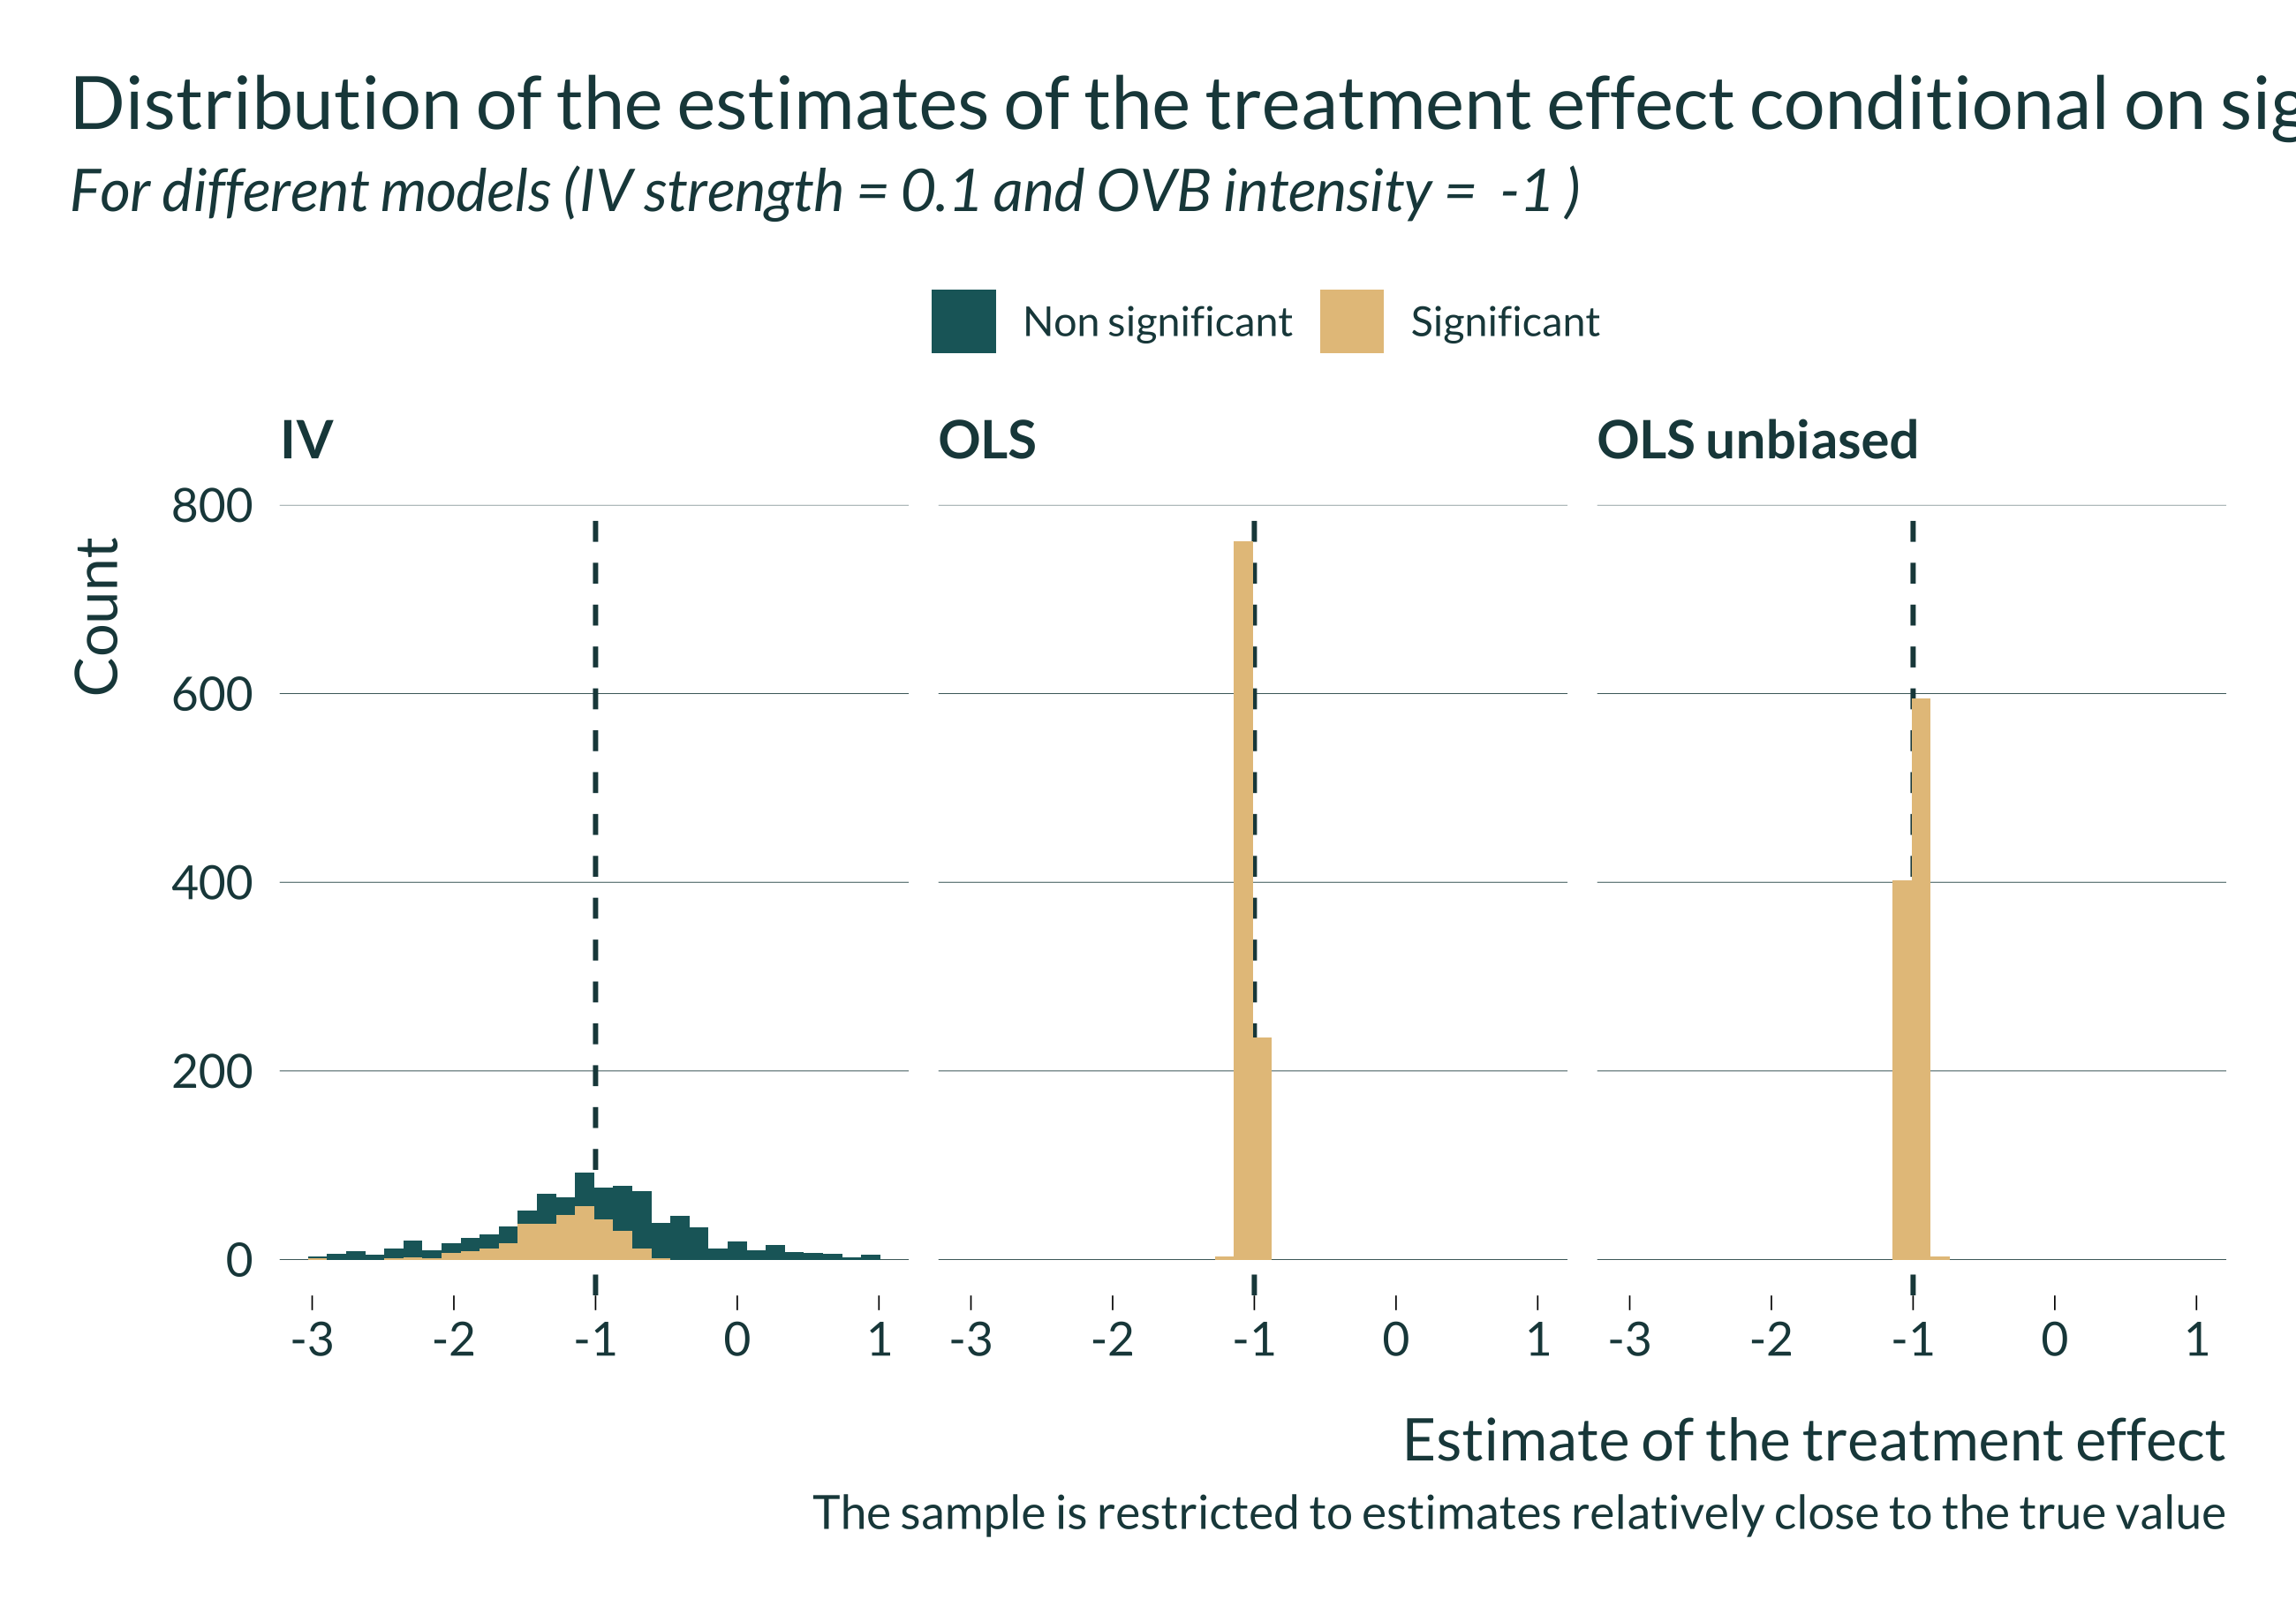 Distribution of the estimates of the treatment effect conditional on
For different models (IV strength = 0.1 and OVB intensity =  -1 )
Non significant
Significant
IV
OLS
OLS unbiased
Count
800
600
400
200
0
-3 -2 -1 0 1
-3 -2 -1 0 1
-3 -2 -1 0 1
Estimate of the treatment effect
The sample is restricted to estimates relatively close to the true value